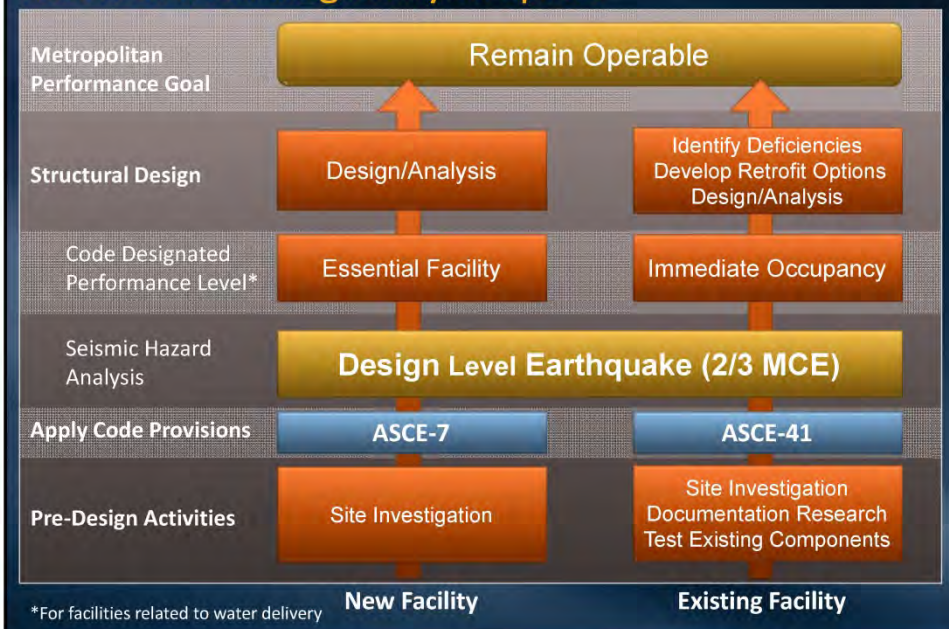 Metropolitan
Performance Goal
Remain Operable
Structural Design
Design/Analysis
Identify Deficiencies
Develop Retrofit Options
Design/Analysis
Code Designated
Performance Level*
Essential Facility
Immediate Occupancy
Seismic Hazard
Analysis
Design Level Earthquake (2/3 MCE)
Apply Code Provisions
ASCE-7
ASCE-41
Pre-Design Activities
Site Investigation
Site Investigation
Documentation Research
Test Existing Components
*For facilities related to water delivery
New Facility
Existing Facility